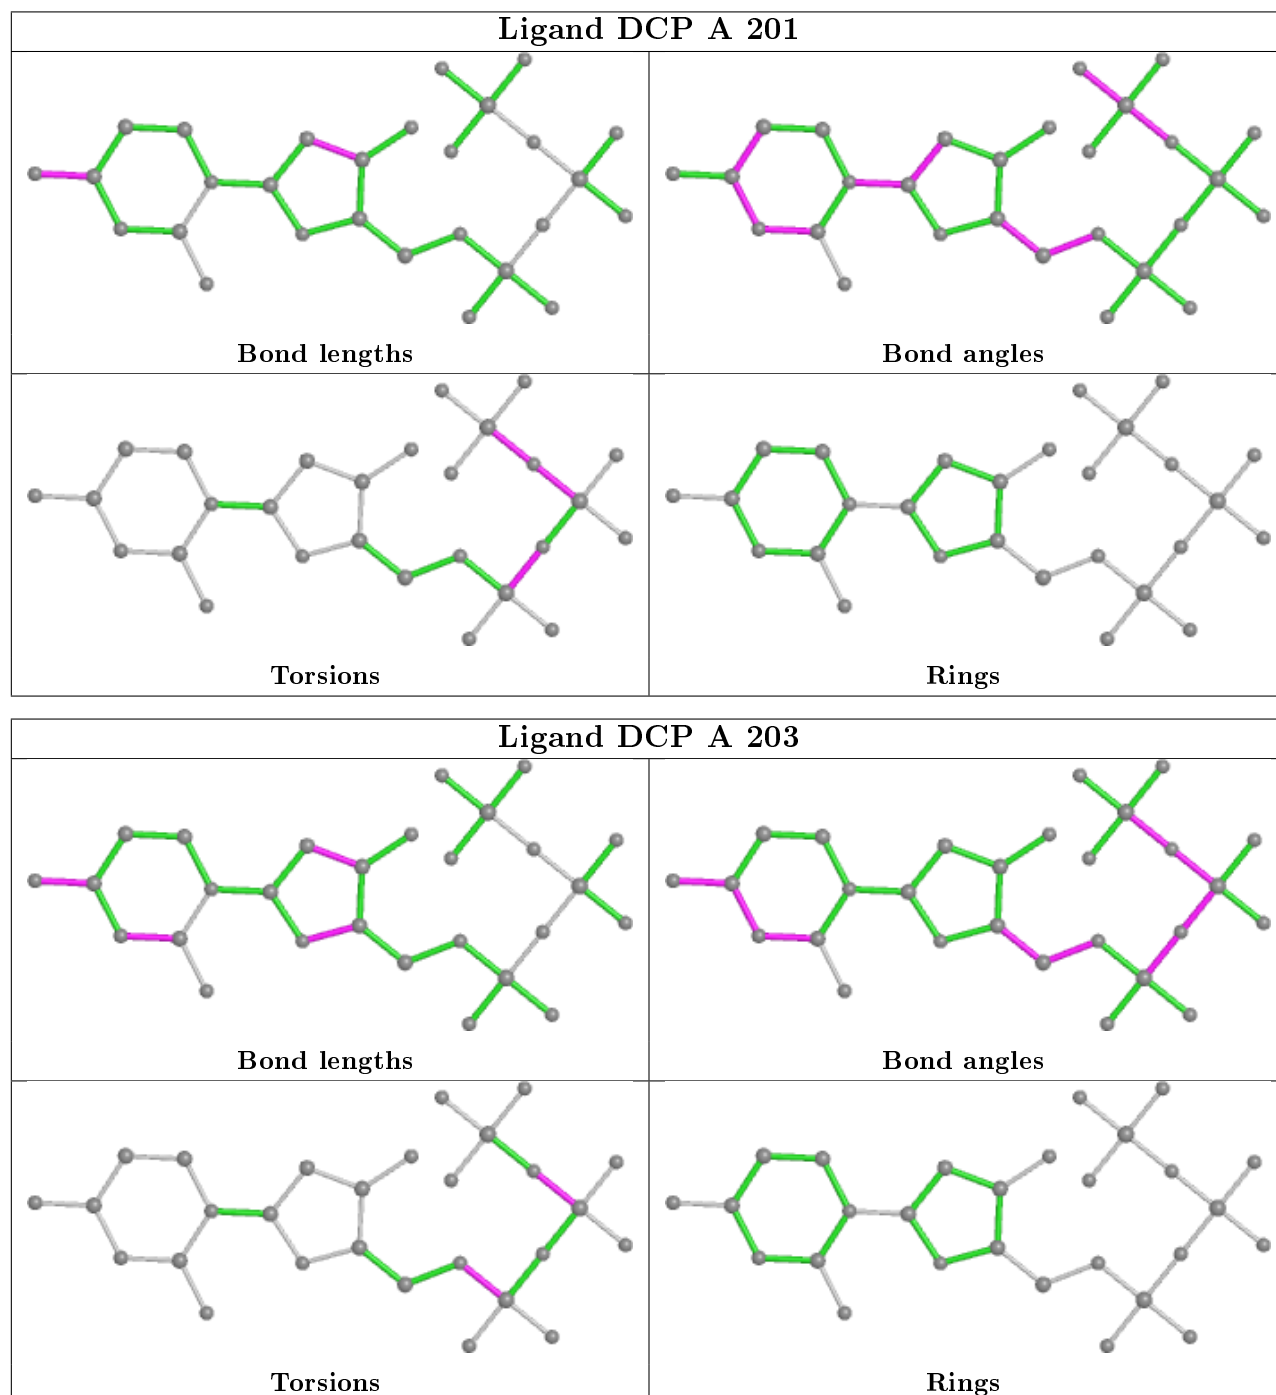 Ligand DCP A 201
Bond lengths
Bond angles
Torsions
Rings
Ligand DCP A 203
Bond lengths
Bond angles
Torsions
Rings